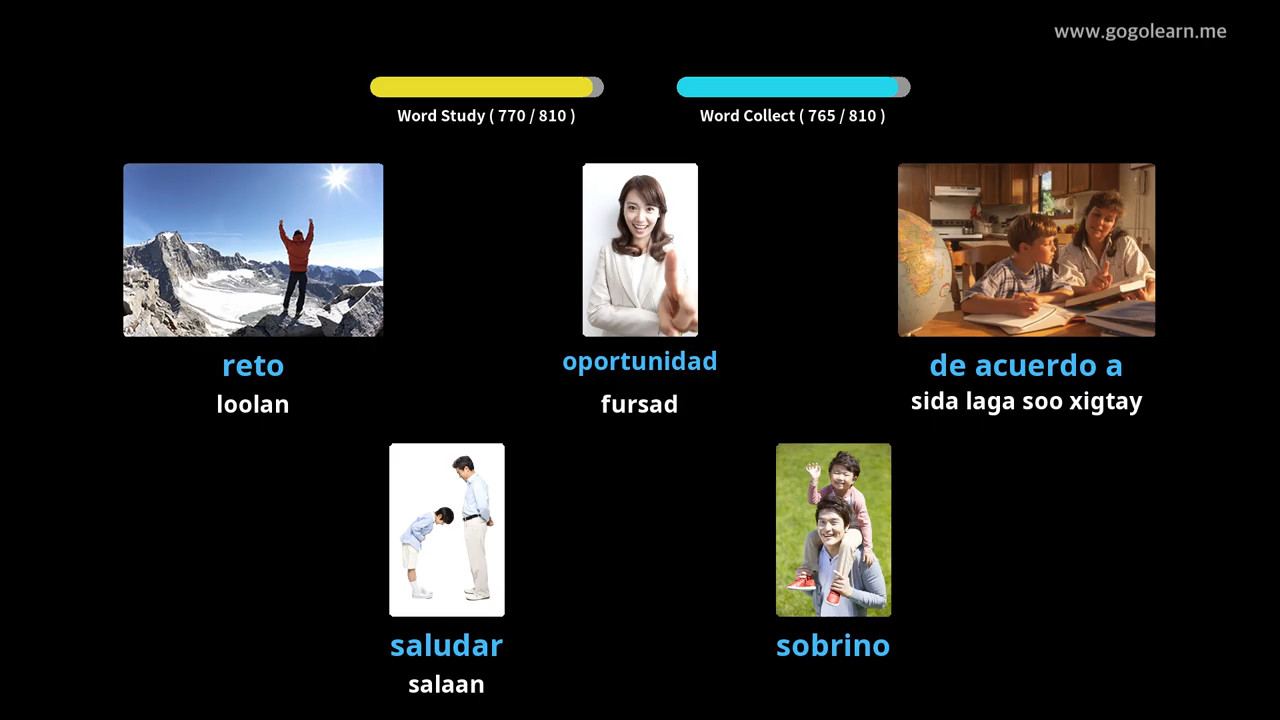 www.gogolearn.me
Word Study ( 770 / 810 )
Word Collect ( 765 / 810 )
reto
loolan
oportunidad
fursad
de acuerdo a
sida laga soo xigtay
saludar
salaan
sobrino